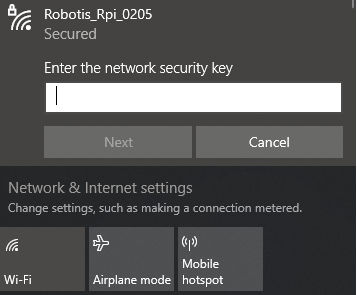 Robotis_Rpi_0205
Secured
Enter the network security key
Next
Cancel
Network & Internet settings
Change settings, such as making a connection metered.
Wi-Fi
Airplane mode
Mobile
hotspot